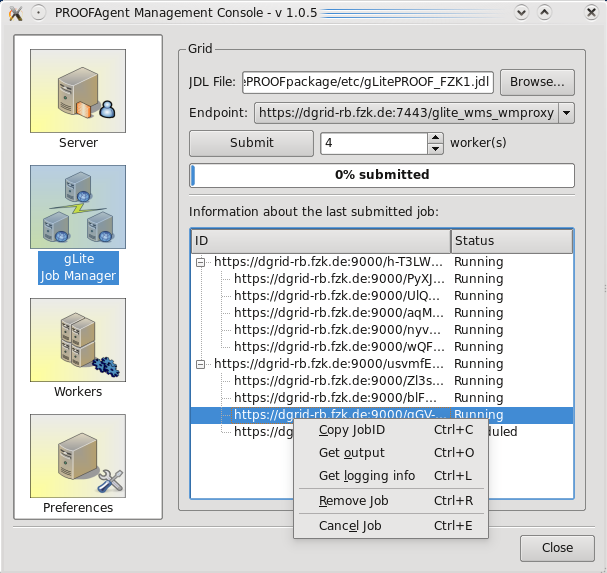 PROOFAgent Management Console - v 1.0.5
Server
gLite
Job Manager
Workers
Preferences
Grid
JDL File: ePROOFpackage/etc/gLitePROOF_FZK1.jdl Browse...
Endpoint: https://dgrid-rb.fzk.de:7443/glite_wms_wmproxy
Submit 4 worker(s)
0% submitted
Information about the last submitted job:
ID Status
https://dgrid-rb.fzk.de:9000/h-T3LW... Running
https://dgrid-rb.fzk.de:9000/PyXJ... Running
https://dgrid-rb.fzk.de:9000/UlQ... Running
https://dgrid-rb.fzk.de:9000/aqM... Running
https://dgrid-rb.fzk.de:9000/nyv... Running
https://dgrid-rb.fzk.de:9000/wQF... Running
https://dgrid-rb.fzk.de:9000/usvmfE... Running
https://dgrid-rb.fzk.de:9000/Zl3s... Running
https://dgrid-rb.fzk.de:9000/blF... Running
https://dgrid-rb.fzk.de:9000/gGV-... Running
https://d eduled
Copy JobID Ctrl+C
Get output Ctrl+O
Get logging info Ctrl+L
Remove Job Ctrl+R
Cancel Job Ctrl+E
Close